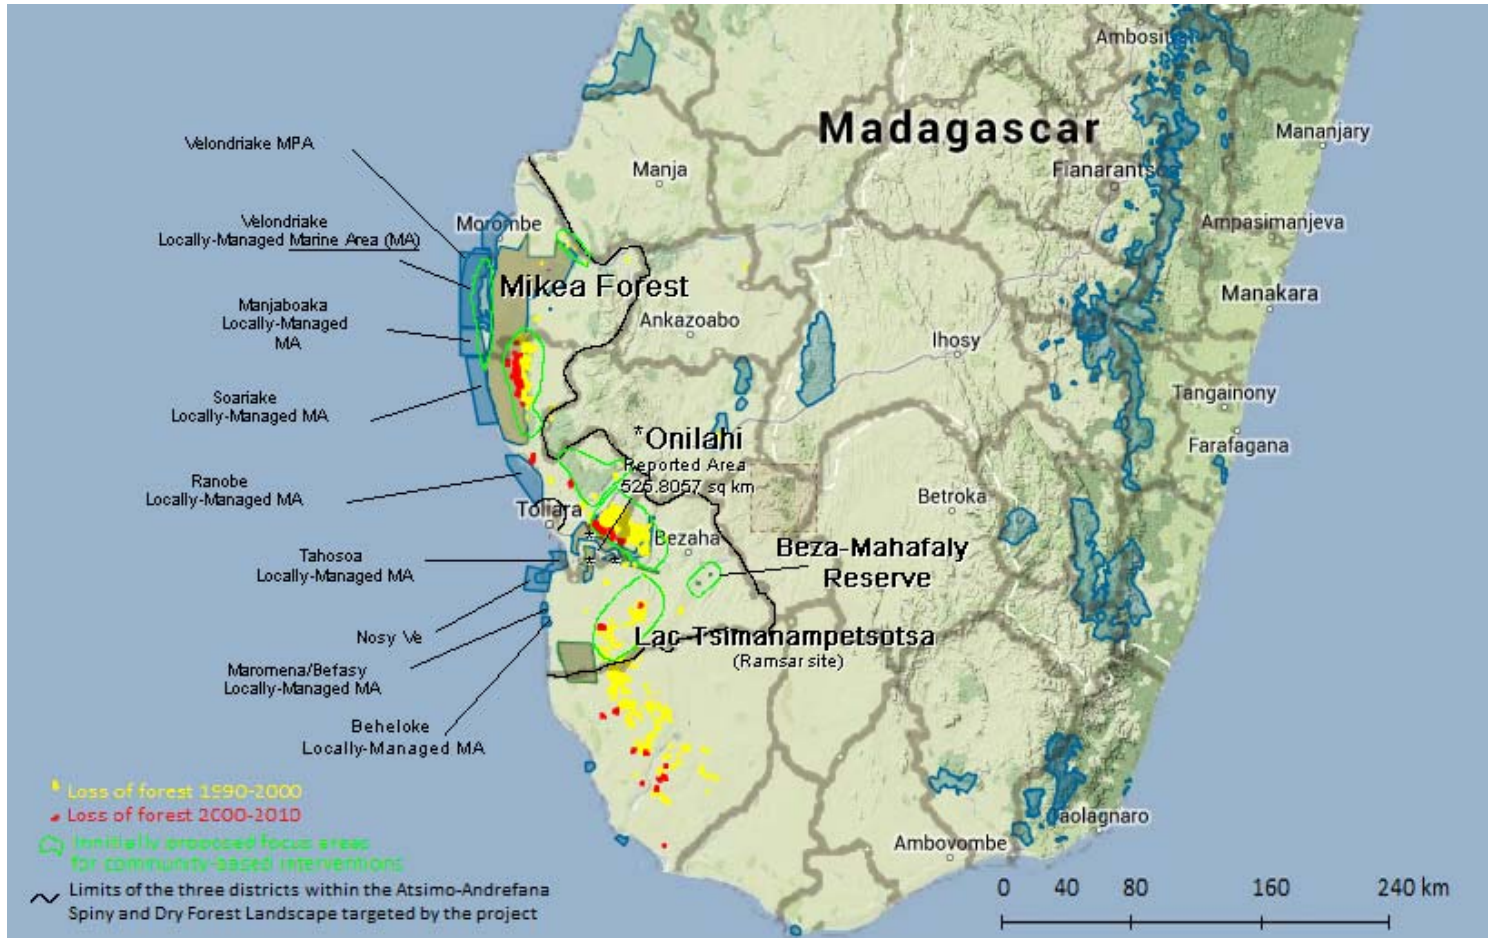 Ambosit
Madagascar
Mananjary
Velondriake MPA
Manja
Fianarantsoa
Velondriake
Locally-Managed Marine Area (MA)
Morombe
Ampasimanjeva
Mikea Forest
Manakara
Manjaboaka
Locally-Managed
MA
Ankazoabo
Ihosy
Soariake
Locally-Managed MA
Tangainony
*Onilahi
Reported Area
525.8057 sq km
Farafagana
Ranobe
Locally-Managed MA
Betroka
Toliara
*
* *
Bezaha
Beza-Mahafaly
Reserve
Tahosoa
Locally-Managed MA
Nosy Ve
Lac Tsimanampetsotsa
(Ramsar site)
Maromena/Befasy
Locally-Managed MA
Beheloke
Locally-Managed MA
Loss of forest 1990-2000
Loss of forest 2000-2010
Innitially proposed focus areas
for community-based interventions
Limits of the three districts within the Atsimo-Andrefana
Spiny and Dry Forest Landscape targeted by the project
aolagnaro
Ambovombe
0 40 80 160 240 km